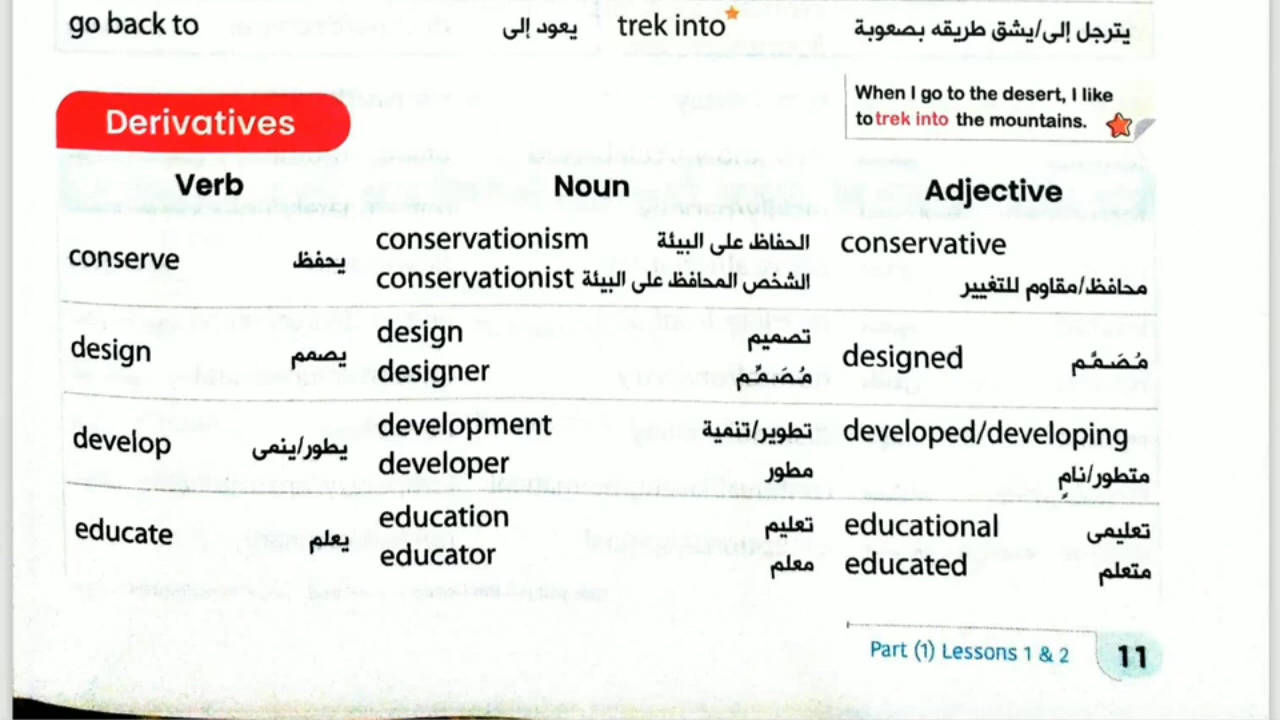 go back to يعود إلى trek into يترجل إلى/يشق طريقه بصعوبة
When I go to the desert, I like
to trek into the mountains.
Derivatives
Verb Noun Adjective
conserve يحفظ
conservationism الحفاظ على البيئة
conservationist الشخص المحافظ على البيئة
conservative
محافظ/مقاوم للتغيير
design يصمم
design تصميم
designer مُصَمِّم
designed مُصَمَّم
develop يطور/ينمى
development تطوير/تنمية
developer مطور
developed/developing
متطور/نامٍ
educate يعلم
education تعليم
educator معلم
educational تعليمى
educated متعلم
Part (1) Lessons 1 & 2 11